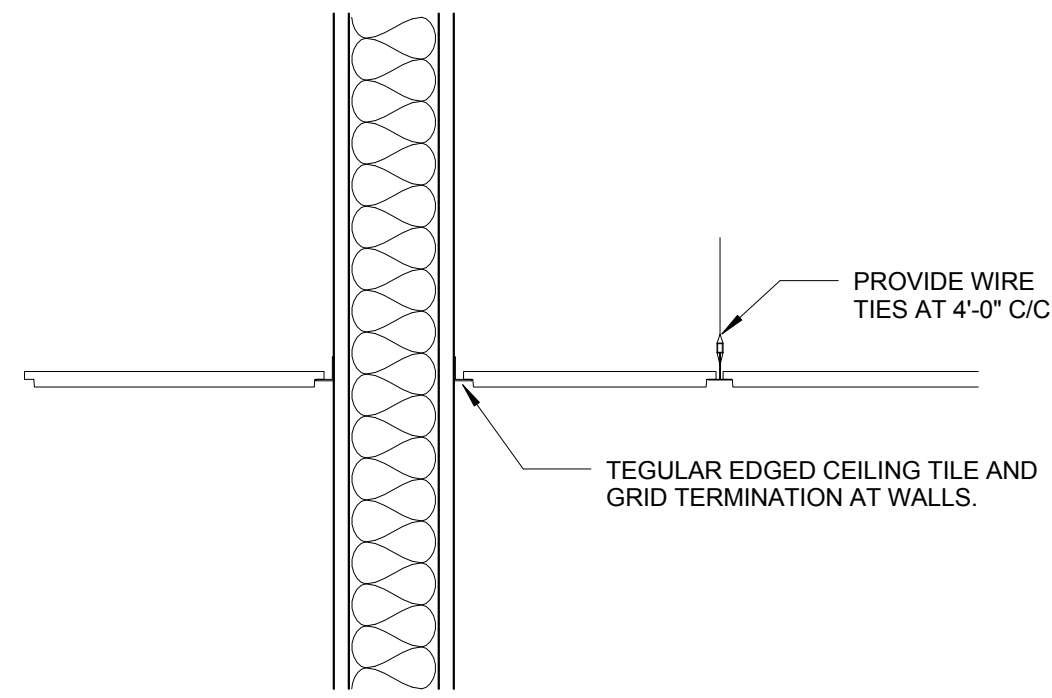 PROVIDE WIRE
TIES AT 4'-0" C/C
TEGULAR EDGED CEILING TILE AND
GRID TERMINATION AT WALLS.